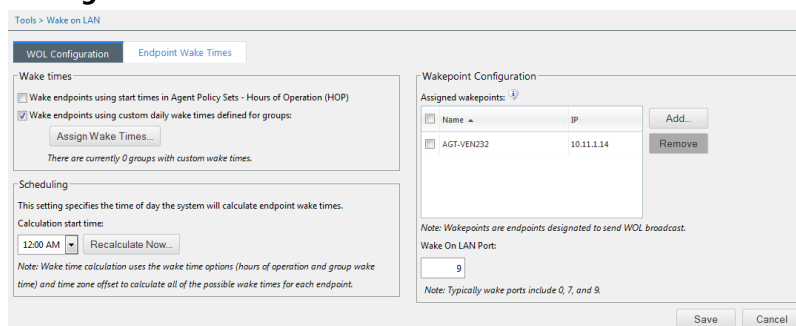 Tools > Wake on LAN
WOL Configuration
Endpoint Wake Times
Wake times
Wake endpoints using start times in Agent Policy Sets - Hours of Operation (HOP)
Wake endpoints using custom daily wake times defined for groups:
Assign Wake Times...
There are currently 0 groups with custom wake times.
Scheduling
This setting specifies the time of day the system will calculate endpoint wake times.
Calculation start time:
12:00 AM
Recalculate Now...
Note: Wake time calculation uses the wake time options (hours of operation and group wake
time) and time zone offset to calculate all of the possible wake times for each endpoint.
Wakepoint Configuration
Assigned wakepoints:
Name IP
AGT-VEN232 10.11.1.14
Add...
Remove
Note: Wakepoints are endpoints designated to send WOL broadcast.
Wake On LAN Port:
9
Note: Typically wake ports include 0, 7, and 9.
Save Cancel